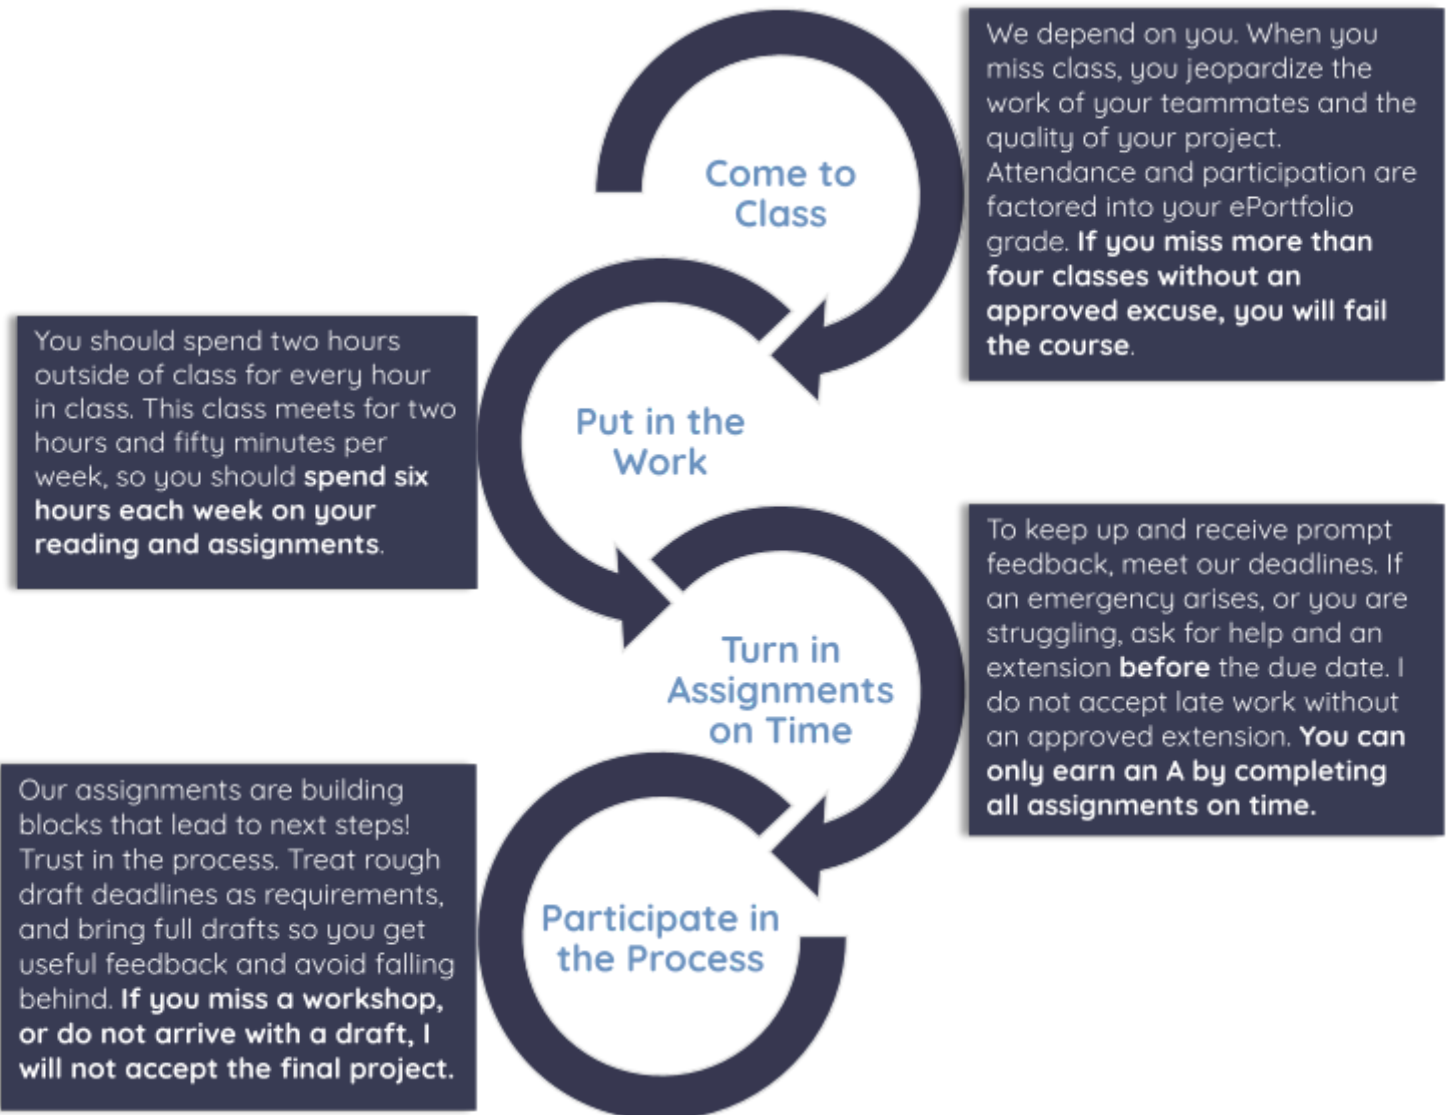 Come to
Class
We depend on you. When you
miss class, you jeopardize the
work of your teammates and the
quality of your project.
Attendance and participation are
factored into your ePortfolio
grade. If you miss more than
four classes without an
approved excuse, you will fail
the course.
Put in the
Work
You should spend two hours
outside of class for every hour
in class. This class meets for two
hours and fifty minutes per
week, so you should spend six
hours each week on your
reading and assignments.
Turn in
Assignments
on Time
To keep up and receive prompt
feedback, meet our deadlines. If
an emergency arises, or you are
struggling, ask for help and an
extension before the due date. I
do not accept late work without
an approved extension. You can
only earn an A by completing
all assignments on time.
Participate in
the Process
Our assignments are building
blocks that lead to next steps!
Trust in the process. Treat rough
draft deadlines as requirements,
and bring full drafts so you get
useful feedback and avoid falling
behind. If you miss a workshop,
or do not arrive with a draft, I
will not accept the final project.